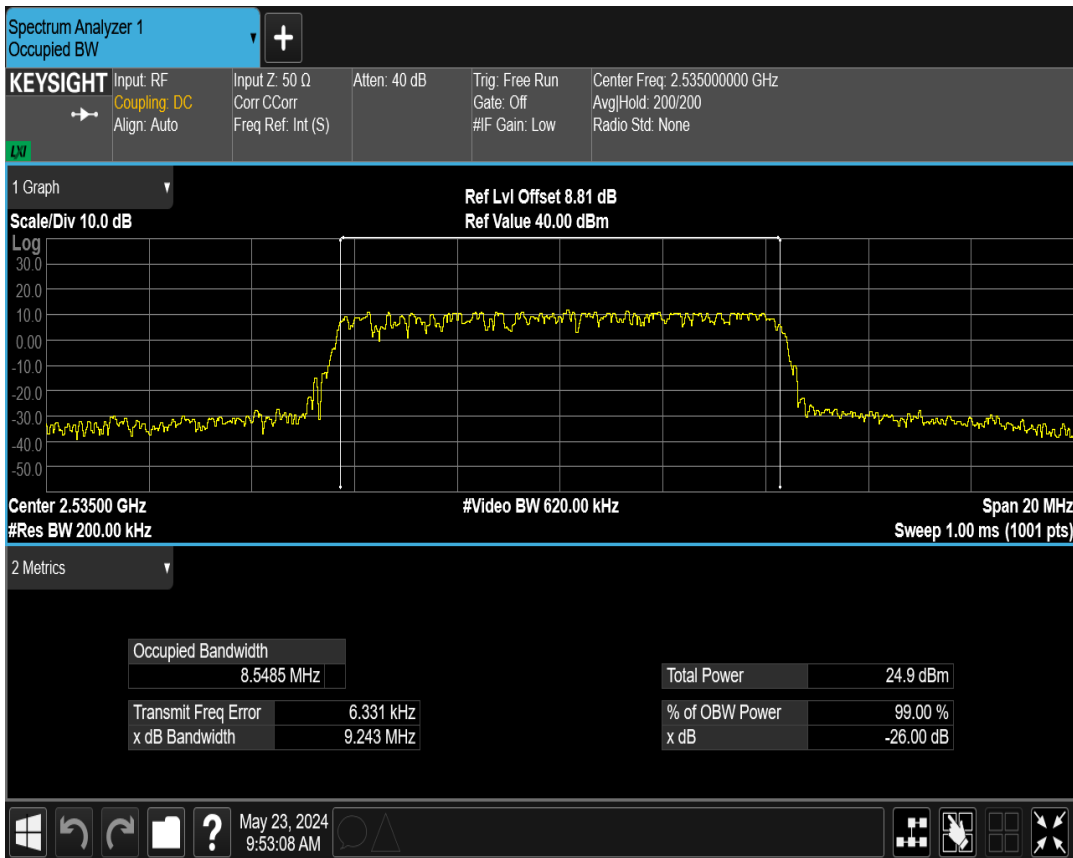 Spectrum Analyzer 1
Occupied BW
+
KEYSIGHT
LXI
Input: RF
Coupling: DC
Align: Auto
Input Z: 50 Ω
Corr CCorr
Freq Ref: Int (S)
Atten: 40 dB
Trig: Free Run
Gate: Off
#IF Gain: Low
Center Freq: 2.535000000 GHz
Avg|Hold: 200/200
Radio Std: None
1 Graph
Scale/Div 10.0 dB
Ref Lvl Offset 8.81 dB
Ref Value 40.00 dBm
Log
30.0
20.0
10.0
0.00
-10.0
-20.0
-30.0
-40.0
-50.0
Center 2.53500 GHz
#Video BW 620.00 kHz
Span 20 MHz
#Res BW 200.00 kHz
Sweep 1.00 ms (1001 pts)
2 Metrics
Occupied Bandwidth
8.5485 MHz
Total Power 24.9 dBm
Transmit Freq Error 6.331 kHz
% of OBW Power 99.00 %
x dB Bandwidth 9.243 MHz
x dB -26.00 dB
?
May 23, 2024
9:53:08 AM